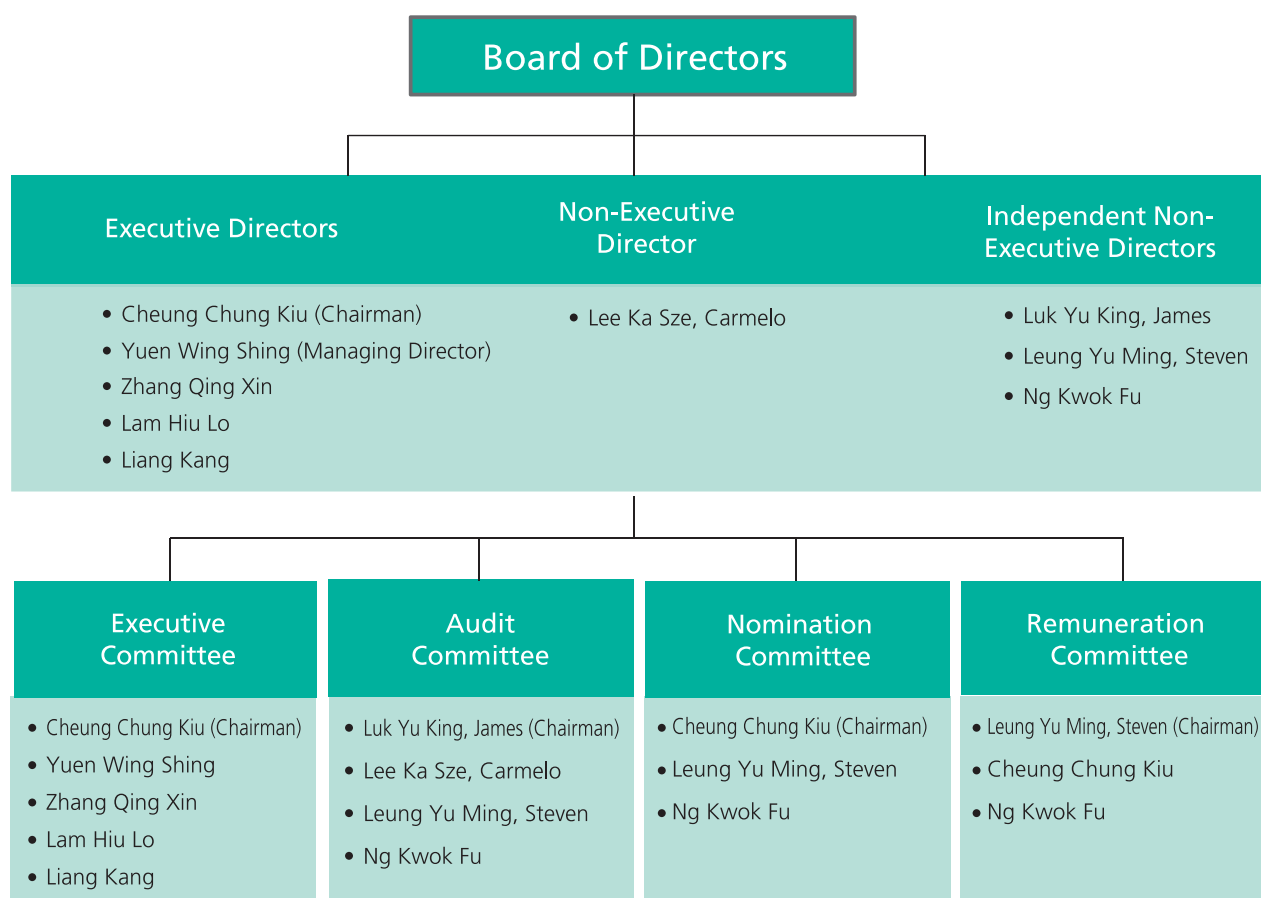 Board of Directors
Executive Directors
Non-Executive
Director
Independent Non-
Executive Directors
• Cheung Chung Kiu (Chairman)
• Yuen Wing Shing (Managing Director)
• Zhang Qing Xin
• Lam Hiu Lo
• Liang Kang
• Lee Ka Sze, Carmelo
• Luk Yu King, James
• Leung Yu Ming, Steven
• Ng Kwok Fu
Executive
Committee
• Cheung Chung Kiu (Chairman)
• Yuen Wing Shing
• Zhang Qing Xin
• Lam Hiu Lo
• Liang Kang
Audit
Committee
• Luk Yu King, James (Chairman)
• Lee Ka Sze, Carmelo
• Leung Yu Ming, Steven
• Ng Kwok Fu
Nomination
Committee
• Cheung Chung Kiu (Chairman)
• Leung Yu Ming, Steven
• Ng Kwok Fu
Remuneration
Committee
• Leung Yu Ming, Steven (Chairman)
• Cheung Chung Kiu
• Ng Kwok Fu